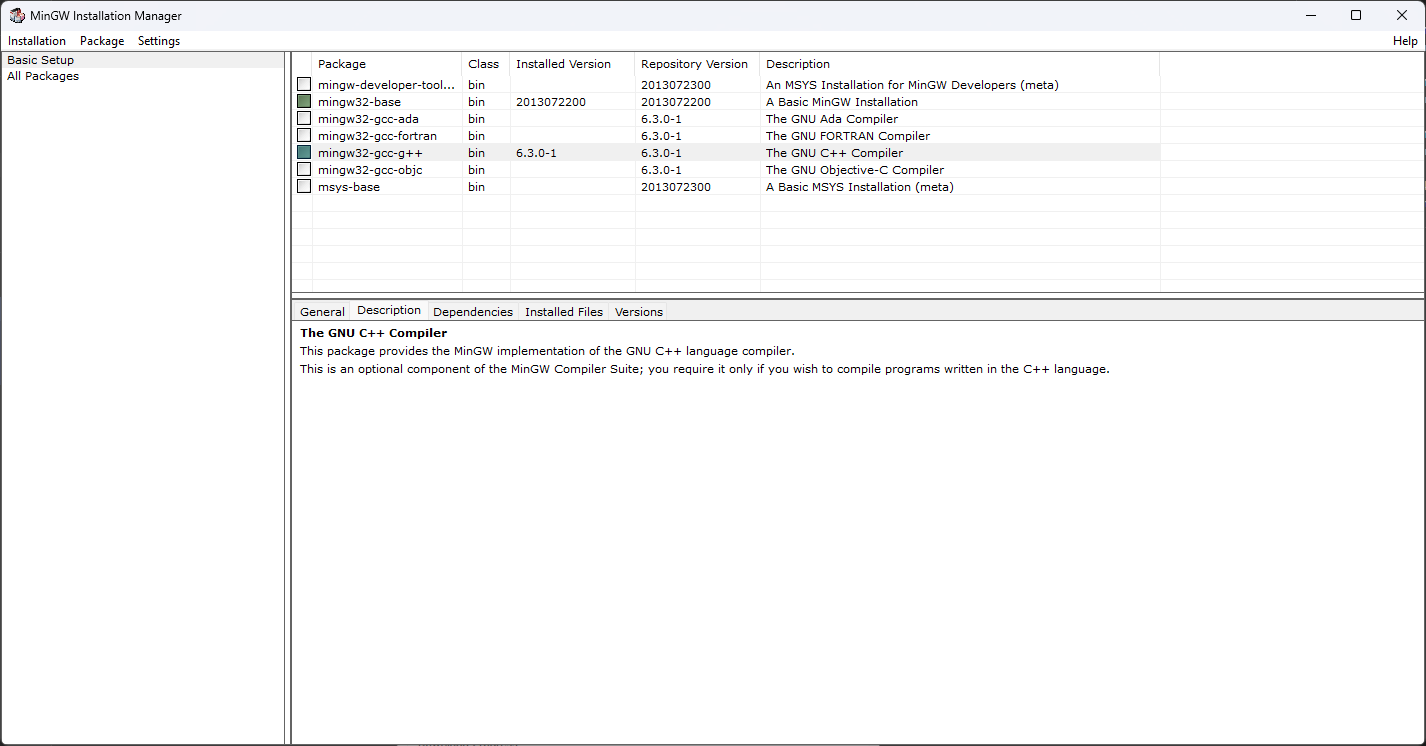 MinGW Installation Manager
Installation Package Settings Help
Basic Setup
All Packages
Package Class Installed Version Repository Version Description
mingw-developer-tool... bin 2013072300 An MSYS Installation for MinGW Developers (meta)
mingw32-base bin 2013072200 2013072200 A Basic MinGW Installation
mingw32-gcc-ada bin 6.3.0-1 The GNU Ada Compiler
mingw32-gcc-fortran bin 6.3.0-1 The GNU FORTRAN Compiler
mingw32-gcc-g++ bin 6.3.0-1 6.3.0-1 The GNU C++ Compiler
mingw32-gcc-objc bin 6.3.0-1 The GNU Objective-C Compiler
msys-base bin 2013072300 A Basic MSYS Installation (meta)
General Description Dependencies Installed Files Versions
The GNU C++ Compiler
This package provides the MinGW implementation of the GNU C++ language compiler.
This is an optional component of the MinGW Compiler Suite; you require it only if you wish to compile programs written in the C++ language.